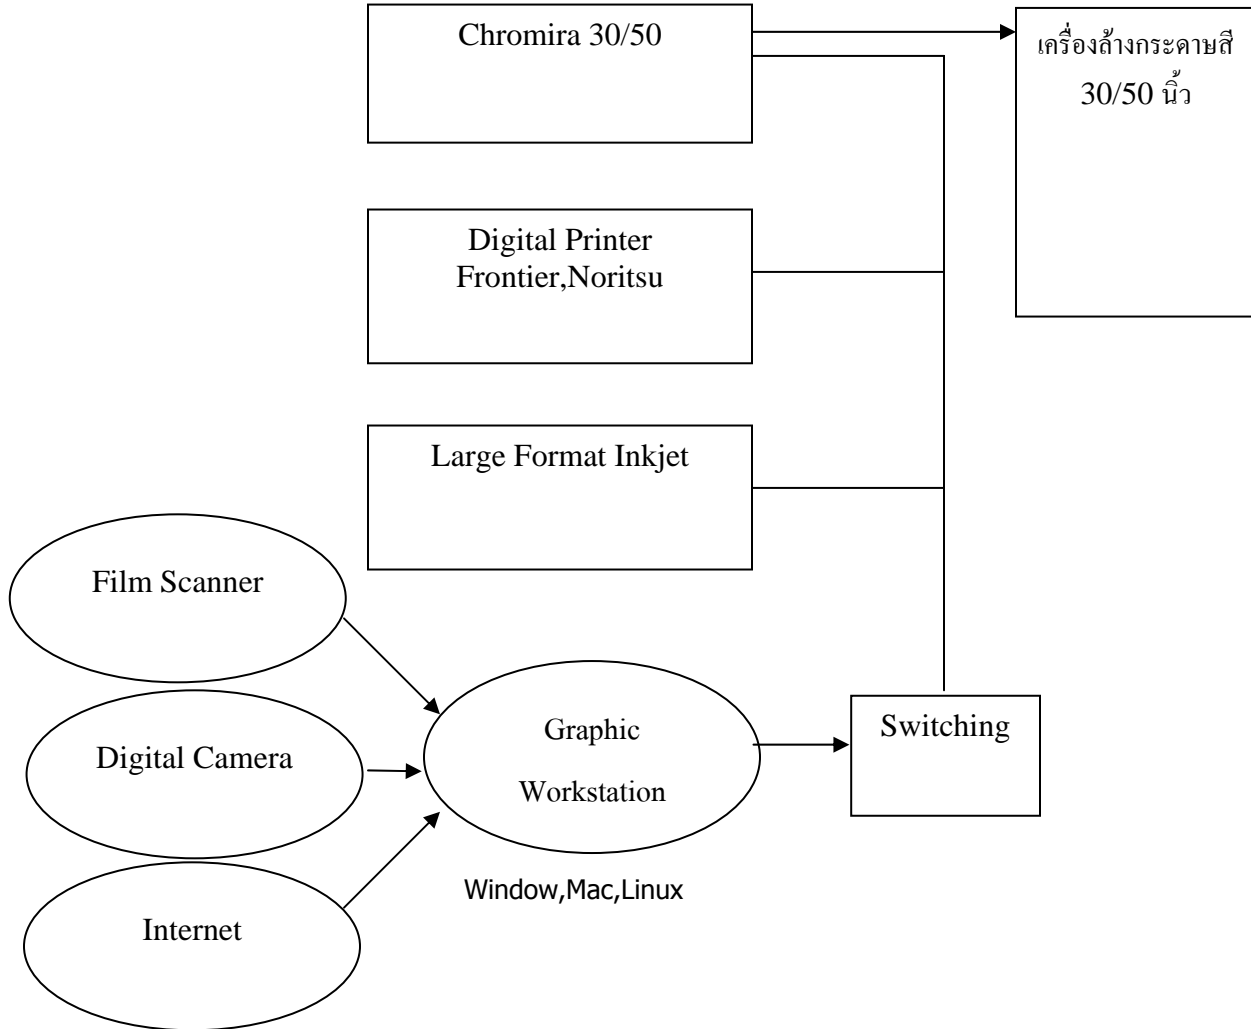 Chromira 30/50
เครื่องล้างกระดาษสี
30/50 นิ้ว
Digital Printer
Frontier,Noritsu
Large Format Inkjet
Film Scanner
Digital Camera
Internet
Graphic
Workstation
Window,Mac,Linux
Switching